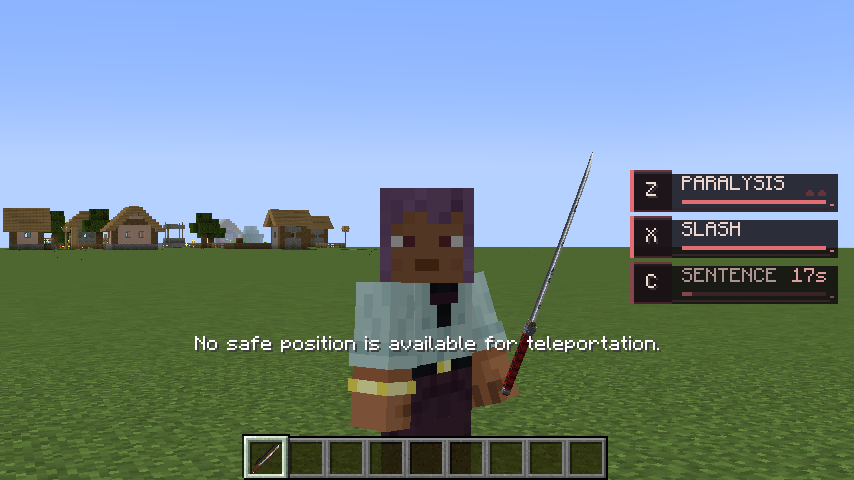 Z PARALYSIS
X SLASH
C SENTENCE 17s
No safe position is available for teleportation.